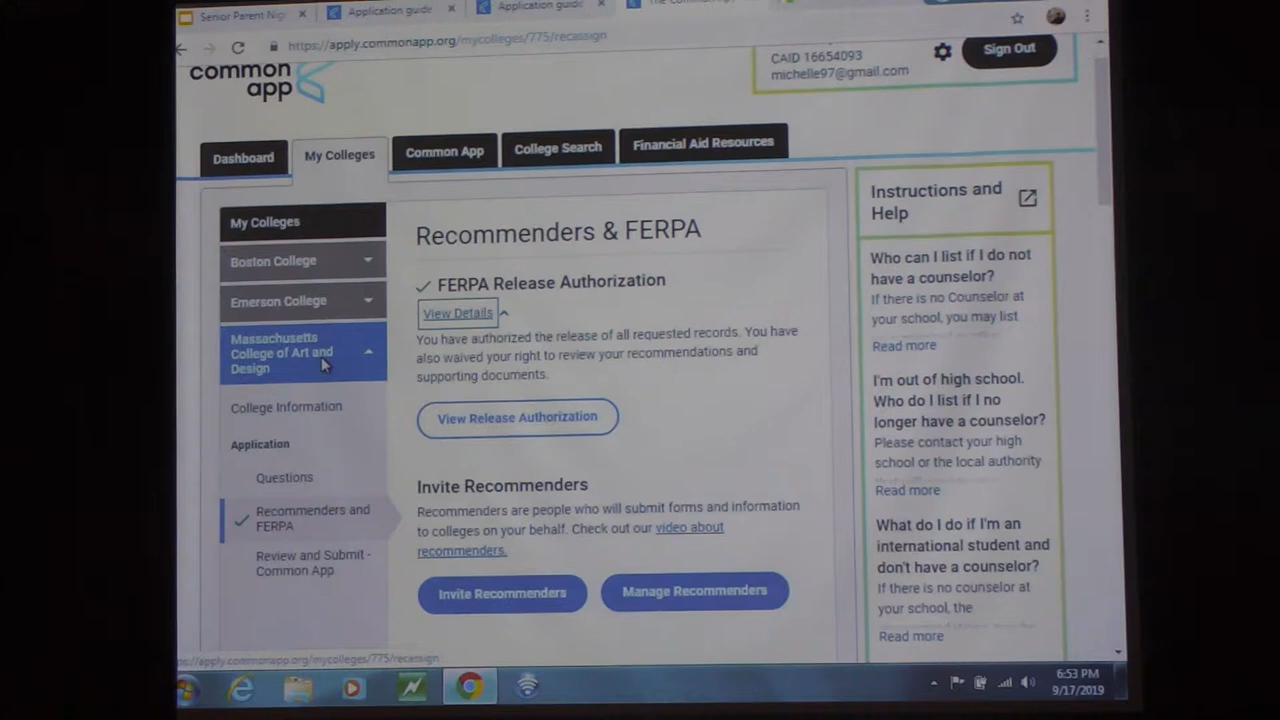 Senior Parent Nig
Application guide
Application guide
https://apply.commonapp.org/mycolleges/775/recassign
common
app
CAID 16654093
michelle97@gmail.com
Sign Out
Dashboard
My Colleges
Common App
College Search
Financial Aid Resources
My Colleges
Boston College
Emerson College
Massachusetts
College of Art and
Design
College Information
Application
Questions
Recommenders and
FERPA
Review and Submit -
Common App
Recommenders & FERPA
FERPA Release Authorization
View Details
You have authorized the release of all requested records. You have
also waived your right to review your recommendations and
supporting documents.
View Release Authorization
Invite Recommenders
Recommenders are people who will submit forms and information
to colleges on your behalf. Check out our video about
recommenders.
Invite Recommenders
Manage Recommenders
Instructions and
Help
Who can I list if I do not
have a counselor?
If there is no Counselor at
your school, you may list
Read more
I'm out of high school.
Who do I list if I no
longer have a counselor?
Please contact your high
school or the local authority
Read more
What do I do if I'm an
international student and
don't have a counselor?
If there is no counselor at
your school, the
Read more
ps://apply.commonapp.org/mycolleges/775/recassign
6:53 PM
9/17/2019